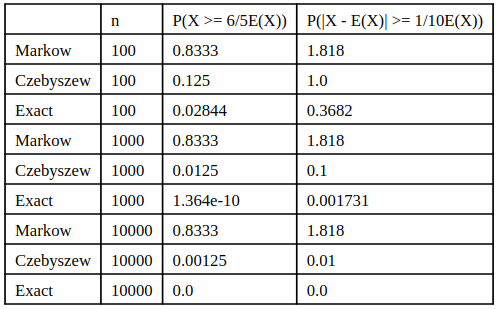 n P(X >= 6/5E(X)) P(|X - E(X)| >= 1/10E(X))
Markow 100 0.8333 1.818
Czebyszew 100 0.125 1.0
Exact 100 0.02844 0.3682
Markow 1000 0.8333 1.818
Czebyszew 1000 0.0125 0.1
Exact 1000 1.364e-10 0.001731
Markow 10000 0.8333 1.818
Czebyszew 10000 0.00125 0.01
Exact 10000 0.0 0.0